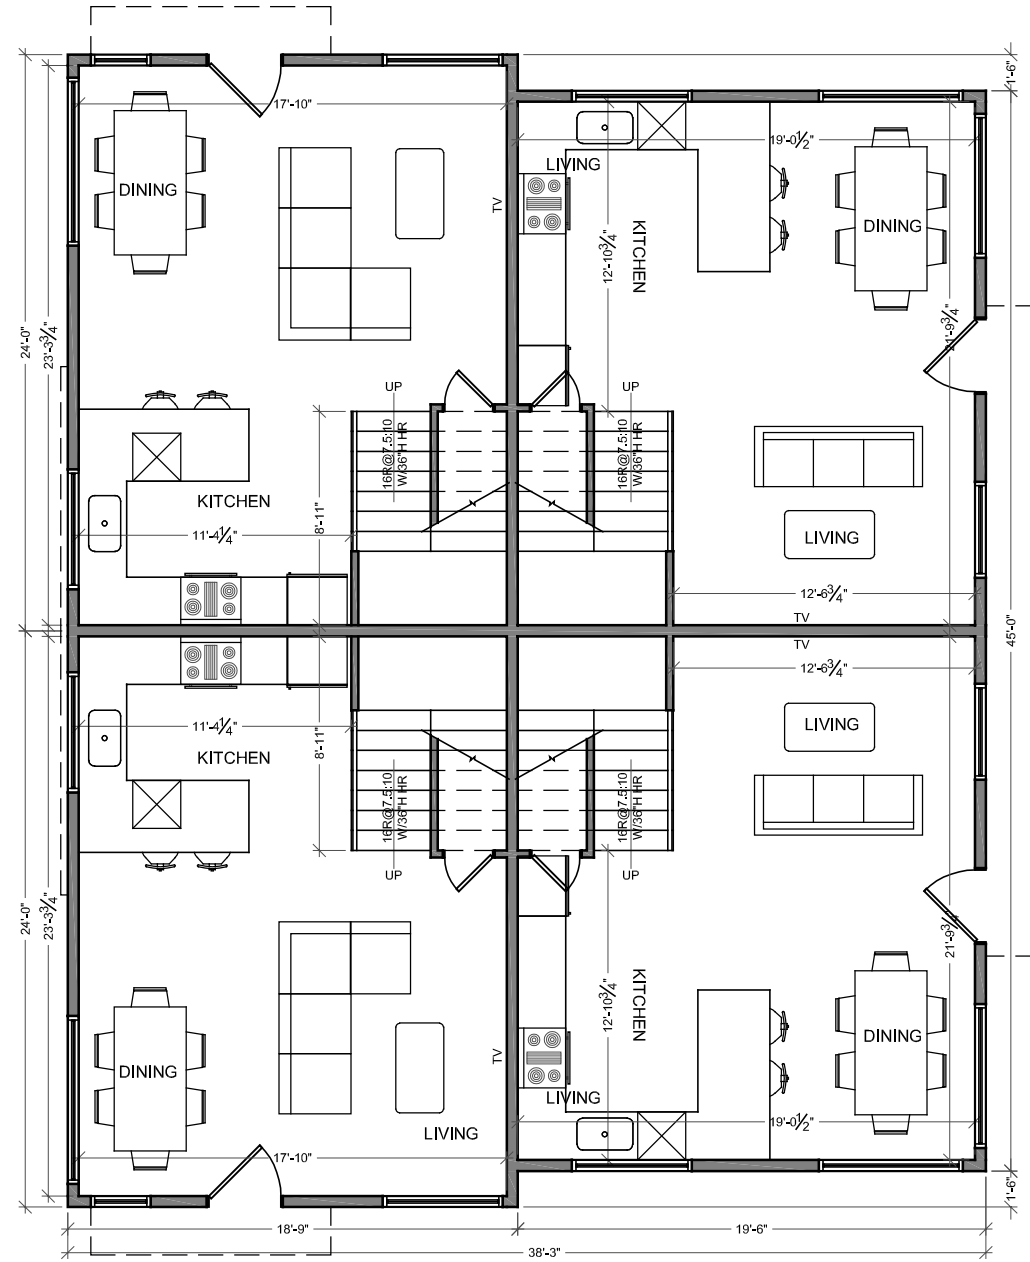 1'-6"
17'-10"
19'-0½"
LIVING
DINING
TV
KITCHEN
12'-10¾"
DINING
24'-0"
23'-3¾"
21'-9¾"
UP
UP
16R@7.5:10
W/36"H HR
16R@7.5:10
W/36"H HR
KITCHEN
8'-11"
11'-4¼"
LIVING
12'-6¾"
TV
45'-0"
TV
12'-6¾"
11'-4¼"
LIVING
KITCHEN
8'-11"
16R@7.5:10
W/36"H HR
16R@7.5:10
W/36"H HR
UP
UP
24'-0"
23'-3¾"
21'-9¾"
12'-10¾"
KITCHEN
DINING
TV
DINING
LIVING
LIVING
19'-0½"
17'-10"
1'-6"
18'-9"
19'-6"
38'-3"